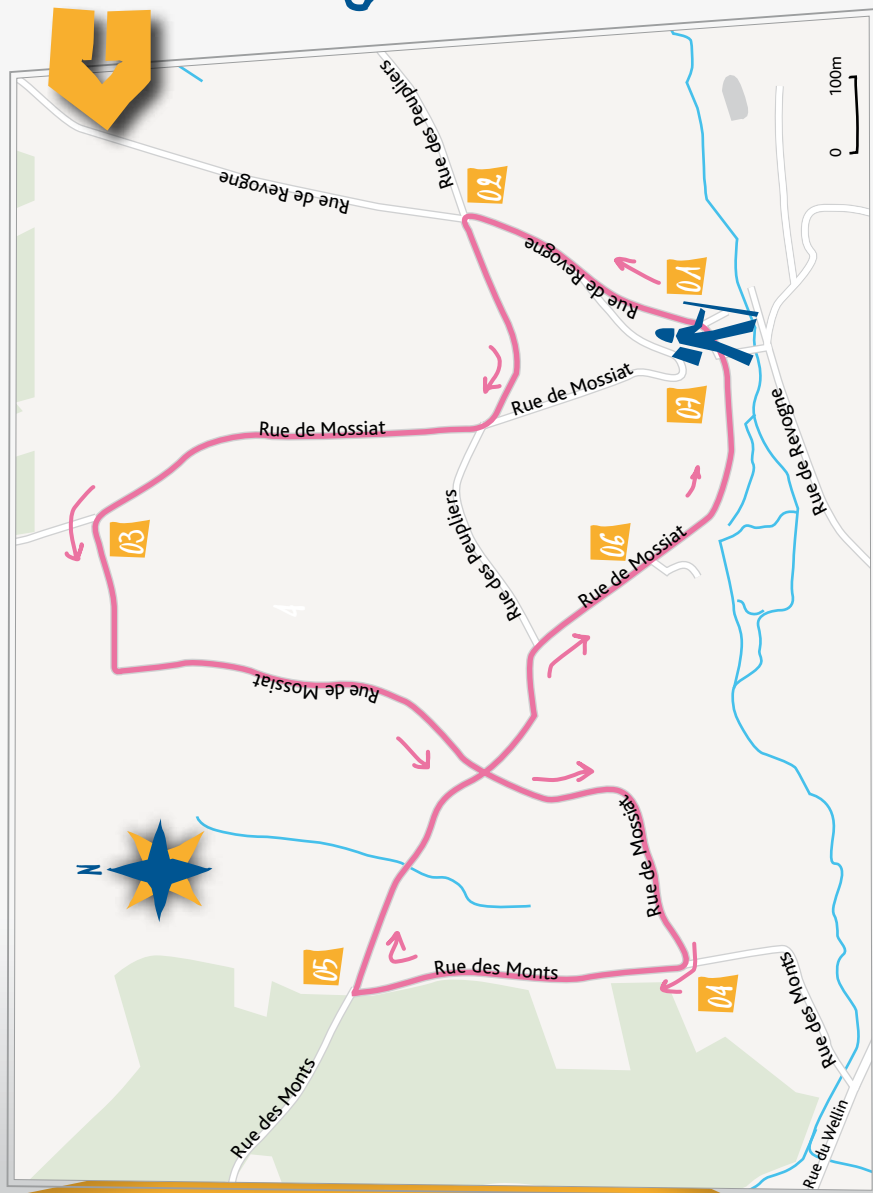 Rue des Peupliers
Rue de Revogne
02
Rue de Revogne
01
0
100m
07
Rue de Mossiat
Rue de Mossiat
03
Rue des Peupliers
06
Rue de Mossiat
Rue de Revogne
4
Rue de Mossiat
N
Rue de Mossiat
05
Rue des Monts
04
Rue des Monts
Rue des Monts
Rue du Wellin